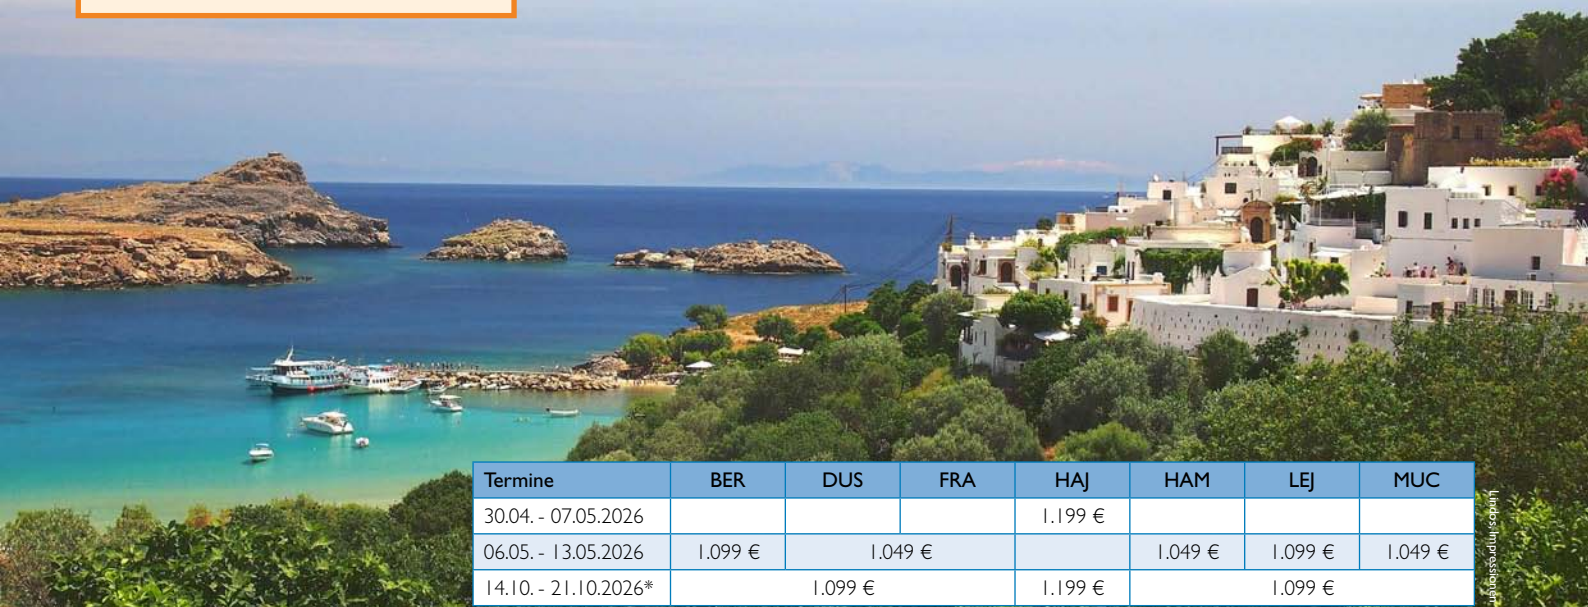 Termine BER DUS FRA HAJ HAM LEJ MUC
30.04. - 07.05.2026 1.199 €
06.05. - 13.05.2026 1.099 € 1.049 € 1.049 € 1.099 € 1.049 €
14.10. - 21.10.2026* 1.099 € 1.199 € 1.099 €
Lindos, Impressionen